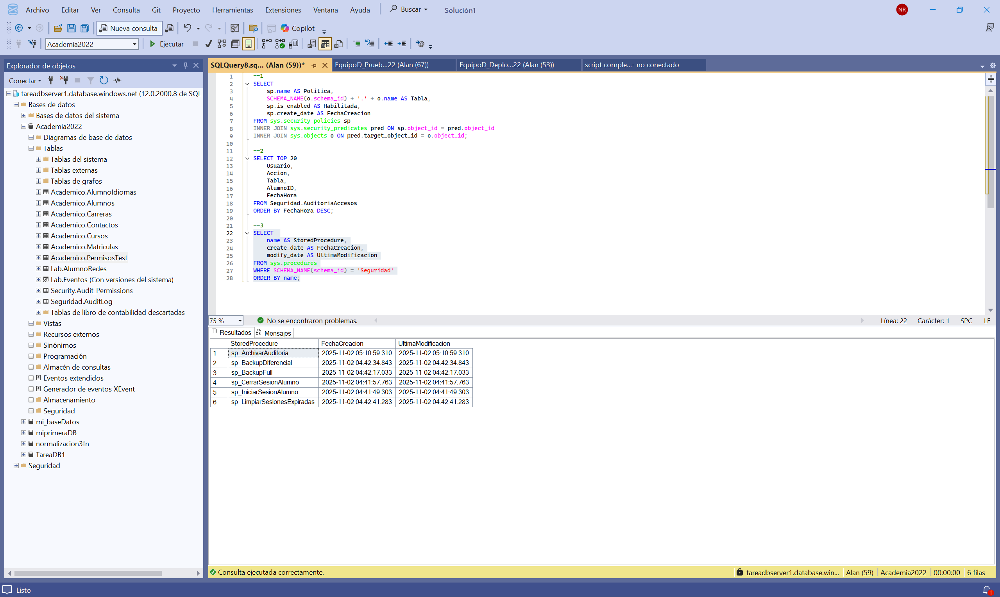 Archivo Editar Ver Consulta Git Proyecto Herramientas Extensiones Ventana Ayuda Buscar Solución1 NR
Nueva consulta Copilot
Academia2022 Ejecutar
Explorador de objetos
Conectar
tareadbserver1.database.windows.net (12.0.2000.8 de SQL
Bases de datos
Bases de datos del sistema
Academia2022
Diagramas de base de datos
Tablas
Tablas del sistema
Tablas externas
Tablas de grafos
Academico.AlumnoIdiomas
Academico.Alumnos
Academico.Carreras
Academico.Contactos
Academico.Cursos
Academico.Matriculas
Academico.PermisosTest
Lab.AlumnoRedes
Lab.Eventos (Con versiones del sistema)
Security.Audit_Permissions
Seguridad.AuditLog
Tablas de libro de contabilidad descartadas
Vistas
Recursos externos
Sinónimos
Programación
Almacén de consultas
Eventos extendidos
Generador de eventos XEvent
Almacenamiento
Seguridad
mi_baseDatos
miprimeraDB
normalizacion3fn
TareaDB1
Seguridad
SQLQuery8.sq... (Alan (59))* EquipoD_Prueb...22 (Alan (67)) EquipoD_Deplo...22 (Alan (53)) script comple...- no conectado
1 --1
2 SELECT
3 sp.name AS Politica,
4 SCHEMA_NAME(o.schema_id) + '.' + o.name AS Tabla,
5 sp.is_enabled AS Habilitada,
6 sp.create_date AS FechaCreacion
7 FROM sys.security_policies sp
8 INNER JOIN sys.security_predicates pred ON sp.object_id = pred.object_id
9 INNER JOIN sys.objects o ON pred.target_object_id = o.object_id;
10
11 --2
12 SELECT TOP 20
13 Usuario,
14 Accion,
15 Tabla,
16 AlumnoID,
17 FechaHora
18 FROM Seguridad.AuditoriaAccesos
19 ORDER BY FechaHora DESC;
20
21 --3
22 SELECT
23 name AS StoredProcedure,
24 create_date AS FechaCreacion,
25 modify_date AS UltimaModificacion
26 FROM sys.procedures
27 WHERE SCHEMA_NAME(schema_id) = 'Seguridad'
28 ORDER BY name;
75 % No se encontraron problemas. Línea: 22 Carácter: 1 SPC LF
Resultados Mensajes
StoredProcedure FechaCreacion UltimaModificacion
1 sp_ArchivarAuditoria 2025-11-02 05:10:59.310 2025-11-02 05:10:59.310
2 sp_BackupDiferencial 2025-11-02 04:42:34.843 2025-11-02 04:42:34.843
3 sp_BackupFull 2025-11-02 04:42:17.033 2025-11-02 04:42:17.033
4 sp_CerrarSesionAlumno 2025-11-02 04:41:57.763 2025-11-02 04:41:57.763
5 sp_IniciarSesionAlumno 2025-11-02 04:41:49.303 2025-11-02 04:41:49.303
6 sp_LimpiarSesionesExpiradas 2025-11-02 04:42:41.283 2025-11-02 04:42:41.283
Consulta ejecutada correctamente. tareadbserver1.database.win... Alan (59) Academia2022 00:00:00 6 filas
Listo 1